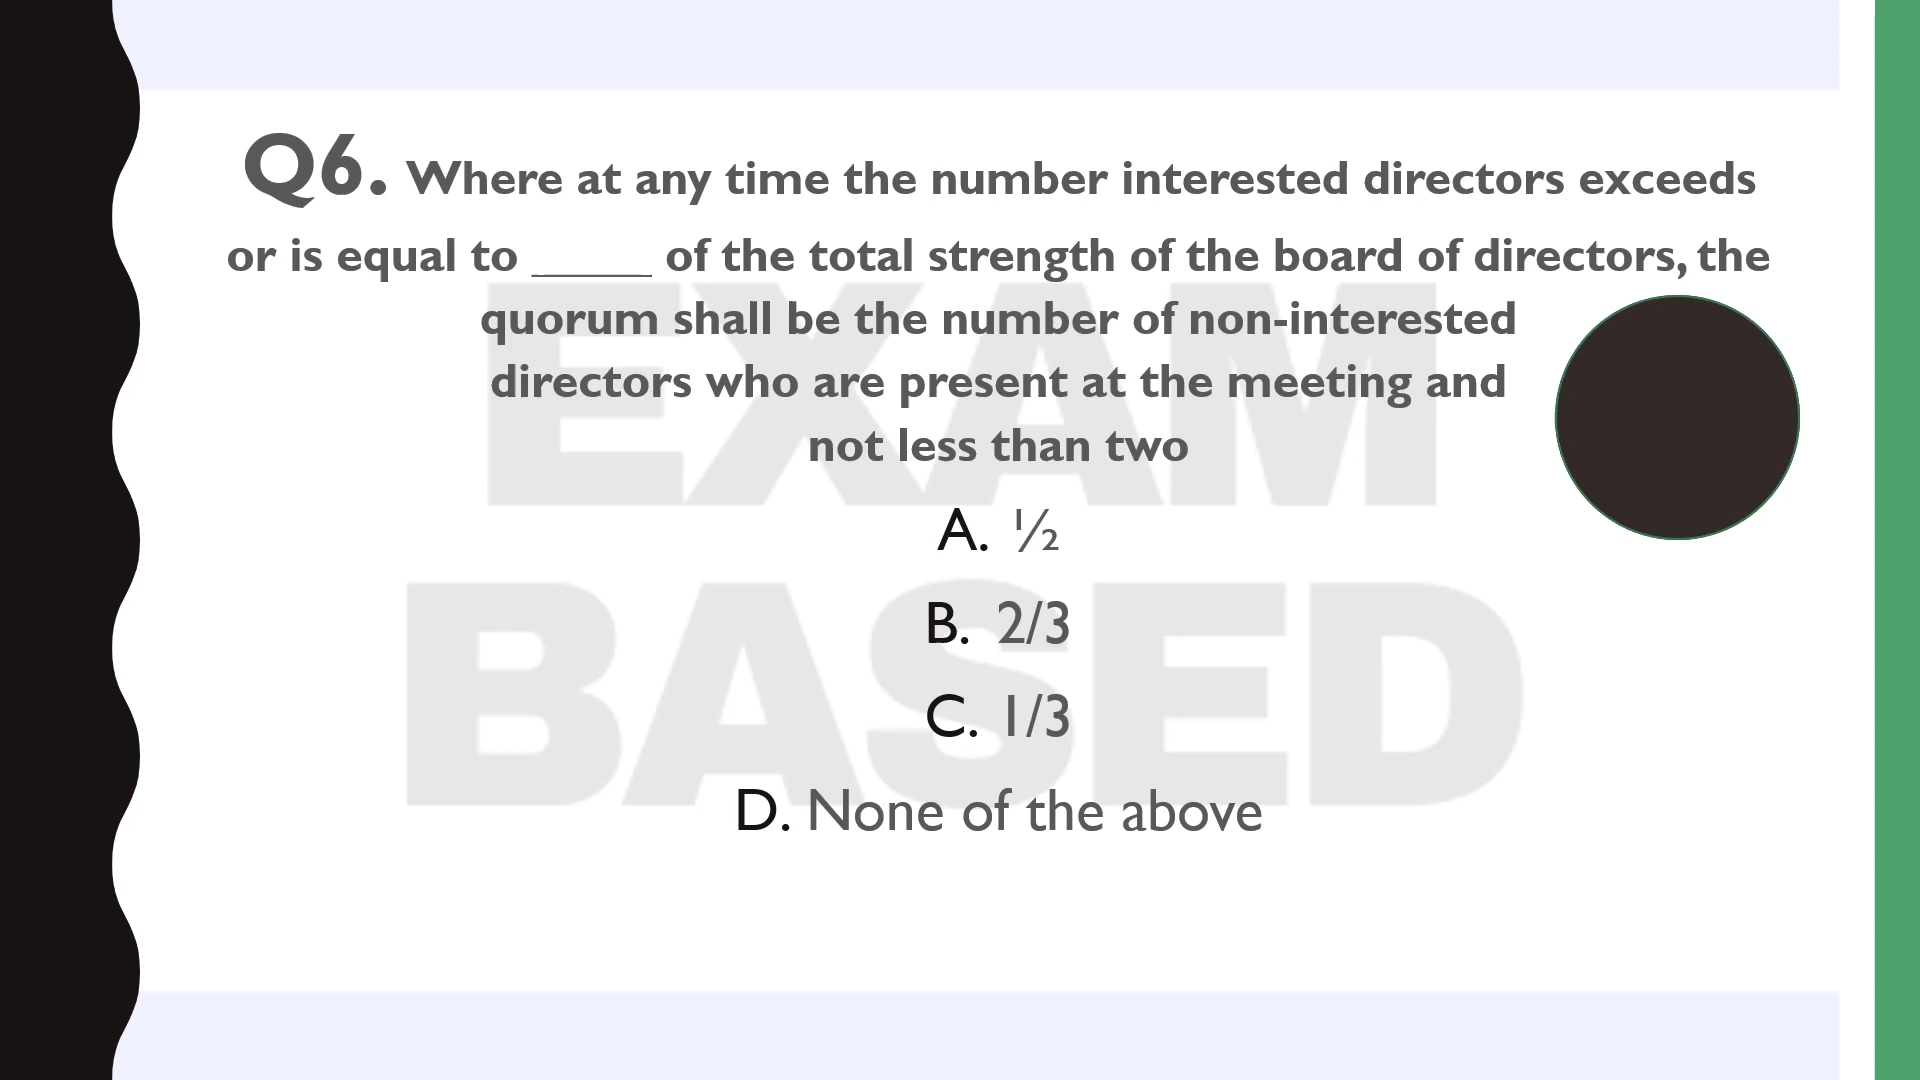 Q6. Where at any time the number interested directors exceeds
or is equal to _____ of the total strength of the board of directors, the
quorum shall be the number of non-interested
directors who are present at the meeting and
not less than two
A. ½
B. 2/3
C. 1/3
D. None of the above
EXAM
BASED